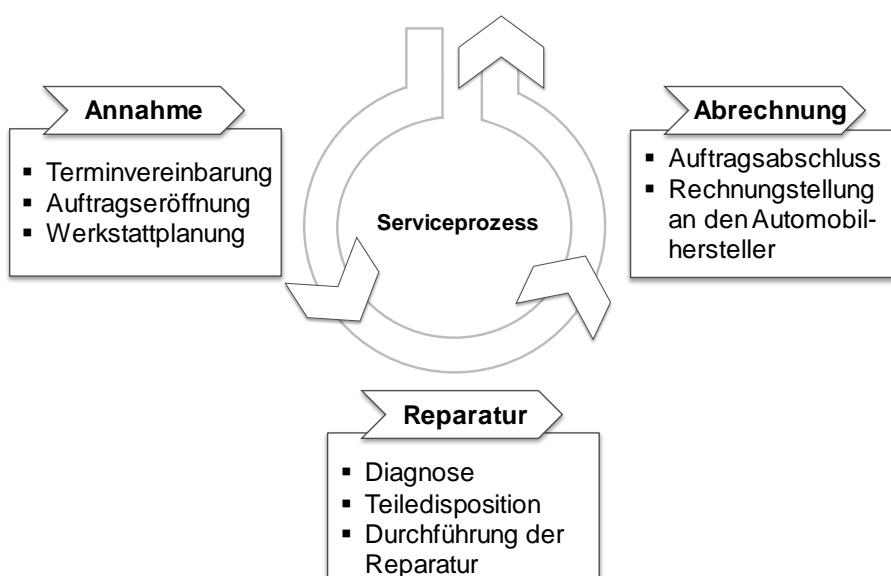 Annahme
▪ Terminvereinbarung
▪ Auftragseröffnung
▪ Werkstattplanung
Serviceprozess
Abrechnung
▪ Auftragsabschluss
▪ Rechnungstellung
an den Automobil-
hersteller
Reparatur
▪ Diagnose
▪ Teiledisposition
▪ Durchführung der
Reparatur